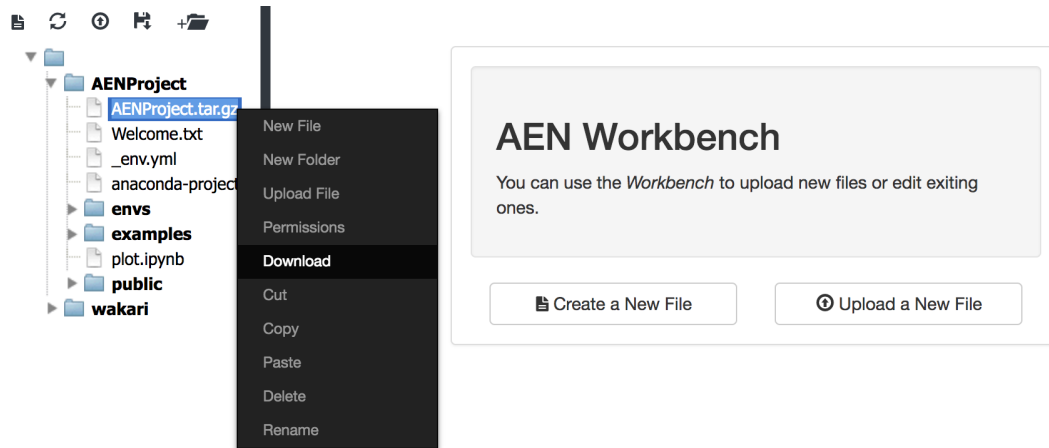 AENProject
AENProject.tar.gz
Welcome.txt
_env.yml
anaconda-project
envs
examples
plot.ipynb
public
wakari
New File
New Folder
Upload File
Permissions
Download
Cut
Copy
Paste
Delete
Rename
AEN Workbench
You can use the Workbench to upload new files or edit exiting
ones.
Create a New File
Upload a New File